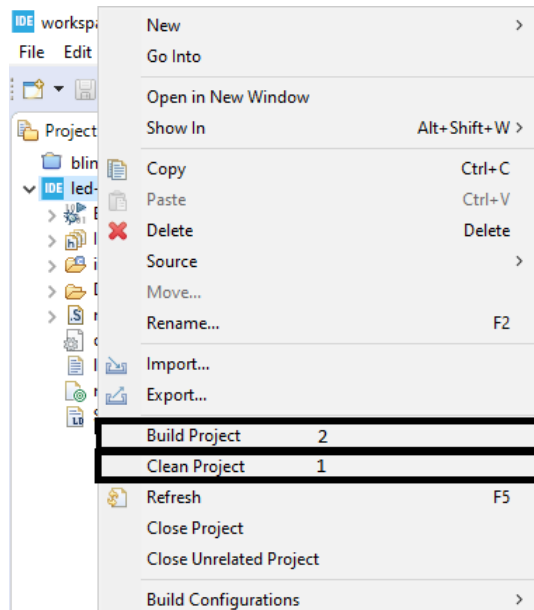 IDE workspa
File Edit
Project
blin
IDE led-
New
Go Into
Open in New Window
Show In Alt+Shift+W
Copy Ctrl+C
Paste Ctrl+V
Delete Delete
Source
Move...
Rename... F2
Import...
Export...
Build Project 2
Clean Project 1
Refresh F5
Close Project
Close Unrelated Project
Build Configurations